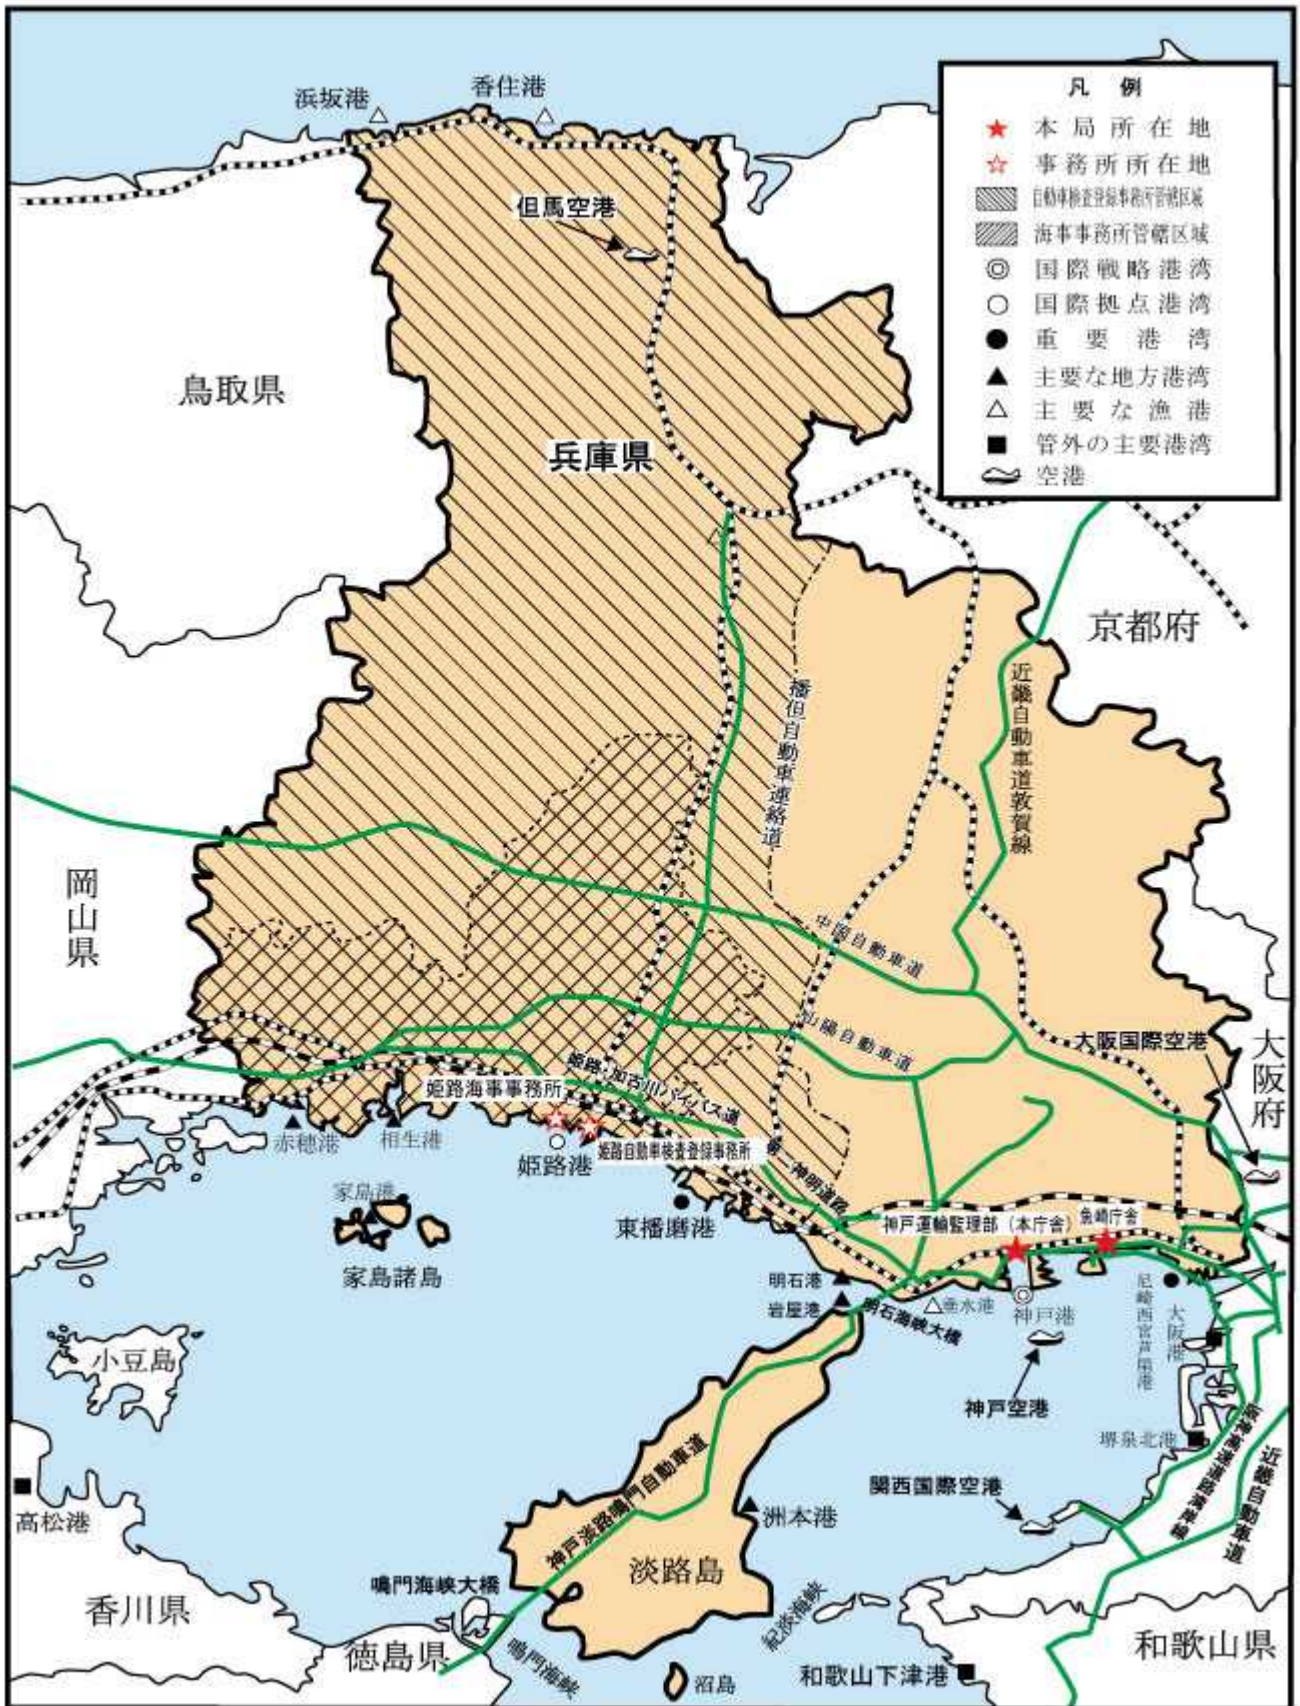 浜坂港
香住港
凡例
本局所在地
事務所所在地
自動車検査登録事務所管轄区域
海事事務所管轄区域
国際戦略港湾
国際拠点港湾
重要港湾
主要な地方港湾
主要な漁港
管外の主要港湾
空港
但馬空港
鳥取県
兵庫県
京都府
近畿自動車道敦賀線
播但自動車連絡道
岡山県
中国自動車道
山陽自動車道
大阪国際空港
大阪府
姫路・加古川バイパス道
姫路海事事務所
赤穂港
相生港
姫路港
姫路自動車検査登録事務所
第二神明道路
家島港
東播磨港
神戸運輸監理部（本庁舎）
魚崎庁舎
家島諸島
明石港
岩屋港
明石海峡大橋
垂水港
神戸港
尼崎西宮芦屋港
大阪港
小豆島
神戸空港
堺泉北港
阪神高速道路湾岸線
近畿自動車道
関西国際空港
高松港
神戸淡路鳴門自動車道
洲本港
淡路島
鳴門海峡大橋
香川県
徳島県
鳴門海峡
紀淡海峡
沼島
和歌山下津港
和歌山県